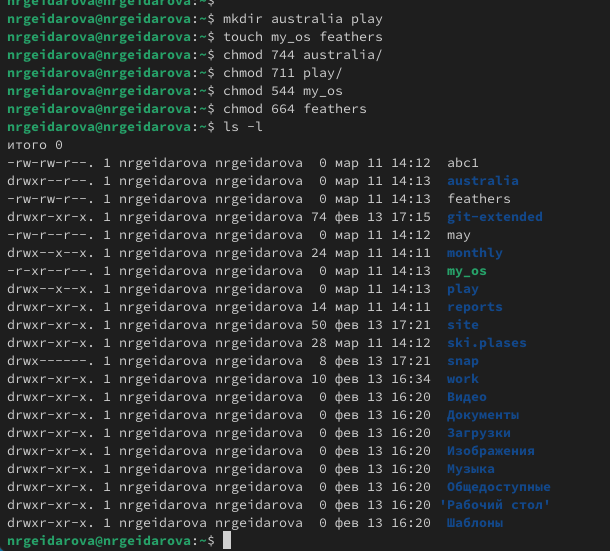 nrgeidarova@nrgeidarova:~$
nrgeidarova@nrgeidarova:~$ mkdir australia play
nrgeidarova@nrgeidarova:~$ touch my_os feathers
nrgeidarova@nrgeidarova:~$ chmod 744 australia/
nrgeidarova@nrgeidarova:~$ chmod 711 play/
nrgeidarova@nrgeidarova:~$ chmod 544 my_os
nrgeidarova@nrgeidarova:~$ chmod 664 feathers
nrgeidarova@nrgeidarova:~$ ls -l
итого 0
-rw-rw-r--. 1 nrgeidarova nrgeidarova  0 мар 11 14:12  abc1
drwxr--r--. 1 nrgeidarova nrgeidarova  0 мар 11 14:13  australia
-rw-rw-r--. 1 nrgeidarova nrgeidarova  0 мар 11 14:13  feathers
drwxr-xr-x. 1 nrgeidarova nrgeidarova 74 фев 13 17:15  git-extended
-rw-r--r--. 1 nrgeidarova nrgeidarova  0 мар 11 14:12  may
drwx--x--x. 1 nrgeidarova nrgeidarova 24 мар 11 14:11  monthly
-r-xr--r--. 1 nrgeidarova nrgeidarova  0 мар 11 14:13  my_os
drwx--x--x. 1 nrgeidarova nrgeidarova  0 мар 11 14:13  play
drwxr-xr-x. 1 nrgeidarova nrgeidarova 14 мар 11 14:11  reports
drwxr-xr-x. 1 nrgeidarova nrgeidarova 50 фев 13 17:21  site
drwxr-xr-x. 1 nrgeidarova nrgeidarova 28 мар 11 14:12  ski.plases
drwx------. 1 nrgeidarova nrgeidarova  8 фев 13 17:21  snap
drwxr-xr-x. 1 nrgeidarova nrgeidarova 10 фев 13 16:34  work
drwxr-xr-x. 1 nrgeidarova nrgeidarova  0 фев 13 16:20  Видео
drwxr-xr-x. 1 nrgeidarova nrgeidarova  0 фев 13 16:20  Документы
drwxr-xr-x. 1 nrgeidarova nrgeidarova  0 фев 13 16:20  Загрузки
drwxr-xr-x. 1 nrgeidarova nrgeidarova  0 фев 13 16:20  Изображения
drwxr-xr-x. 1 nrgeidarova nrgeidarova  0 фев 13 16:20  Музыка
drwxr-xr-x. 1 nrgeidarova nrgeidarova  0 фев 13 16:20  Общедоступные
drwxr-xr-x. 1 nrgeidarova nrgeidarova  0 фев 13 16:20 'Рабочий стол'
drwxr-xr-x. 1 nrgeidarova nrgeidarova  0 фев 13 16:20  Шаблоны
nrgeidarova@nrgeidarova:~$